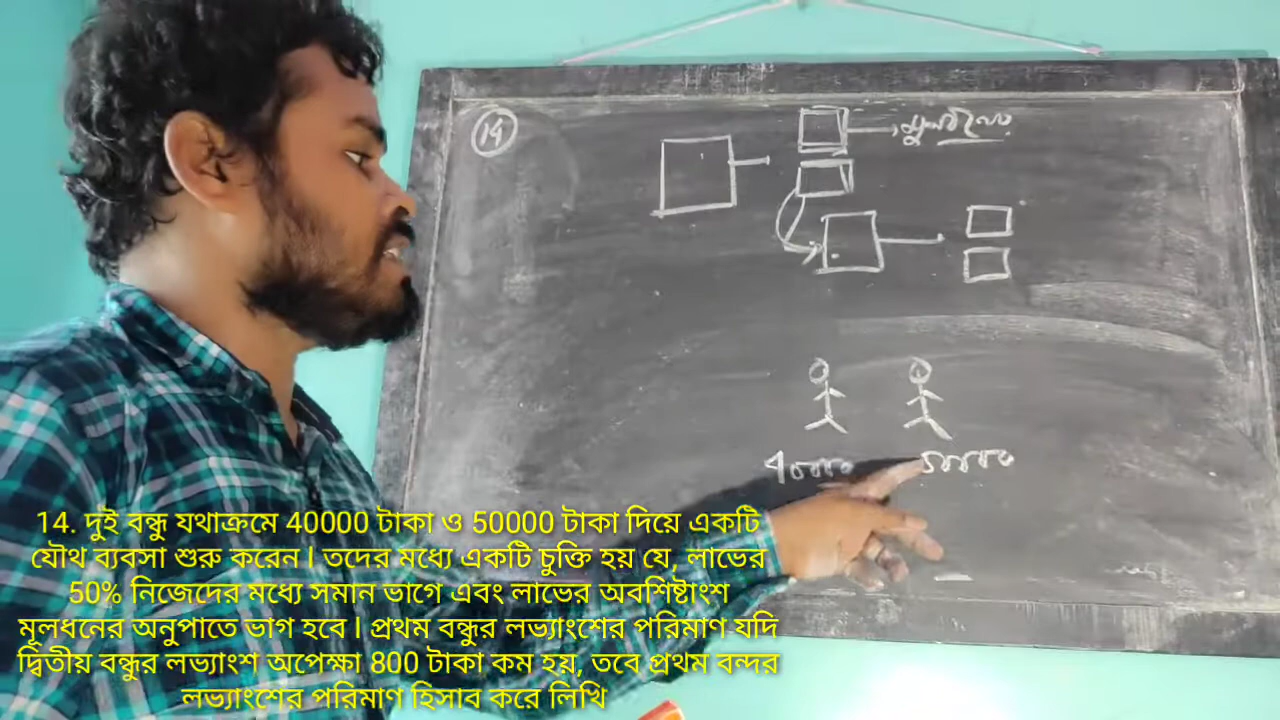 14
40000
50000
14. দুই বন্ধু যথাক্রমে 40000 টাকা ও 50000 টাকা দিয়ে একটি
যৌথ ব্যবসা শুরু করেন। তদের মধ্যে একটি চুক্তি হয় যে, লাভের
50% নিজেদের মধ্যে সমান ভাগে এবং লাভের অবশিষ্টাংশ
মূলধনের অনুপাতে ভাগ হবে। প্রথম বন্ধুর লভ্যাংশের পরিমাণ যদি
দ্বিতীয় বন্ধুর লভ্যাংশ অপেক্ষা 800 টাকা কম হয়, তবে প্রথম বন্দর
লভ্যাংশের পরিমাণ হিসাব করে লিখি